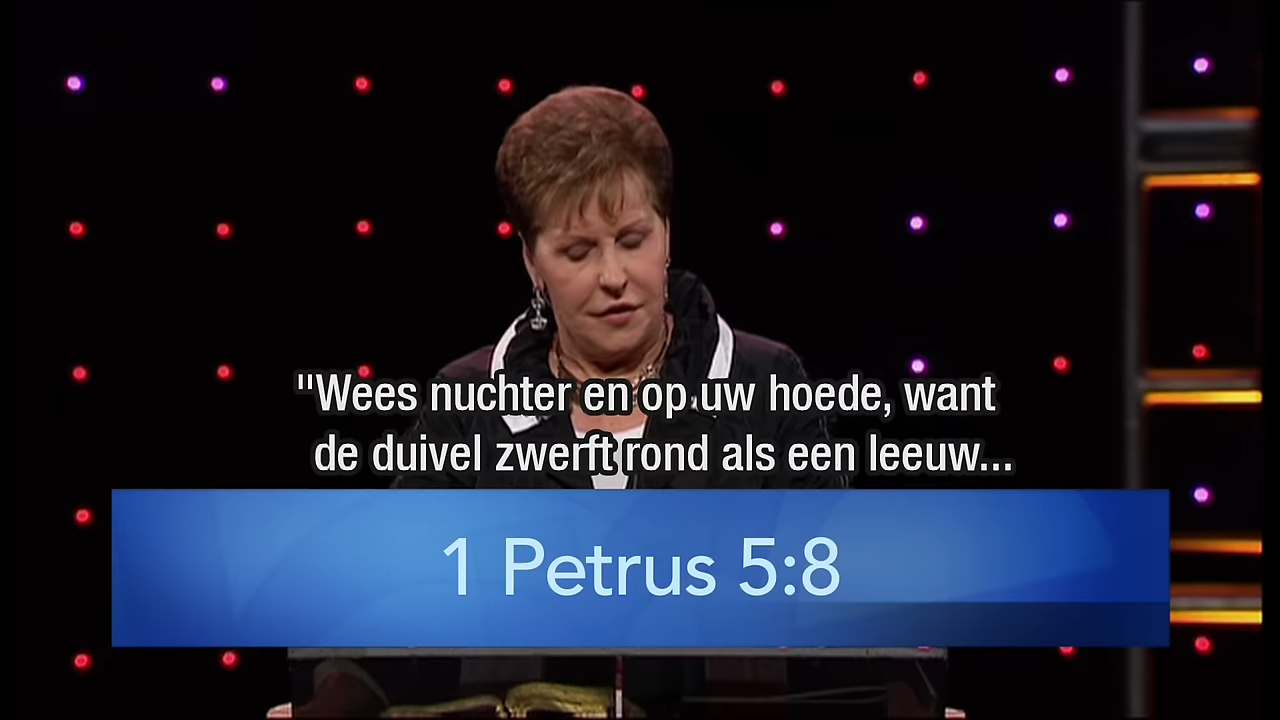 "Wees nuchter en op uw hoede, want
de duivel zwerft rond als een leeuw...
1 Petrus 5:8